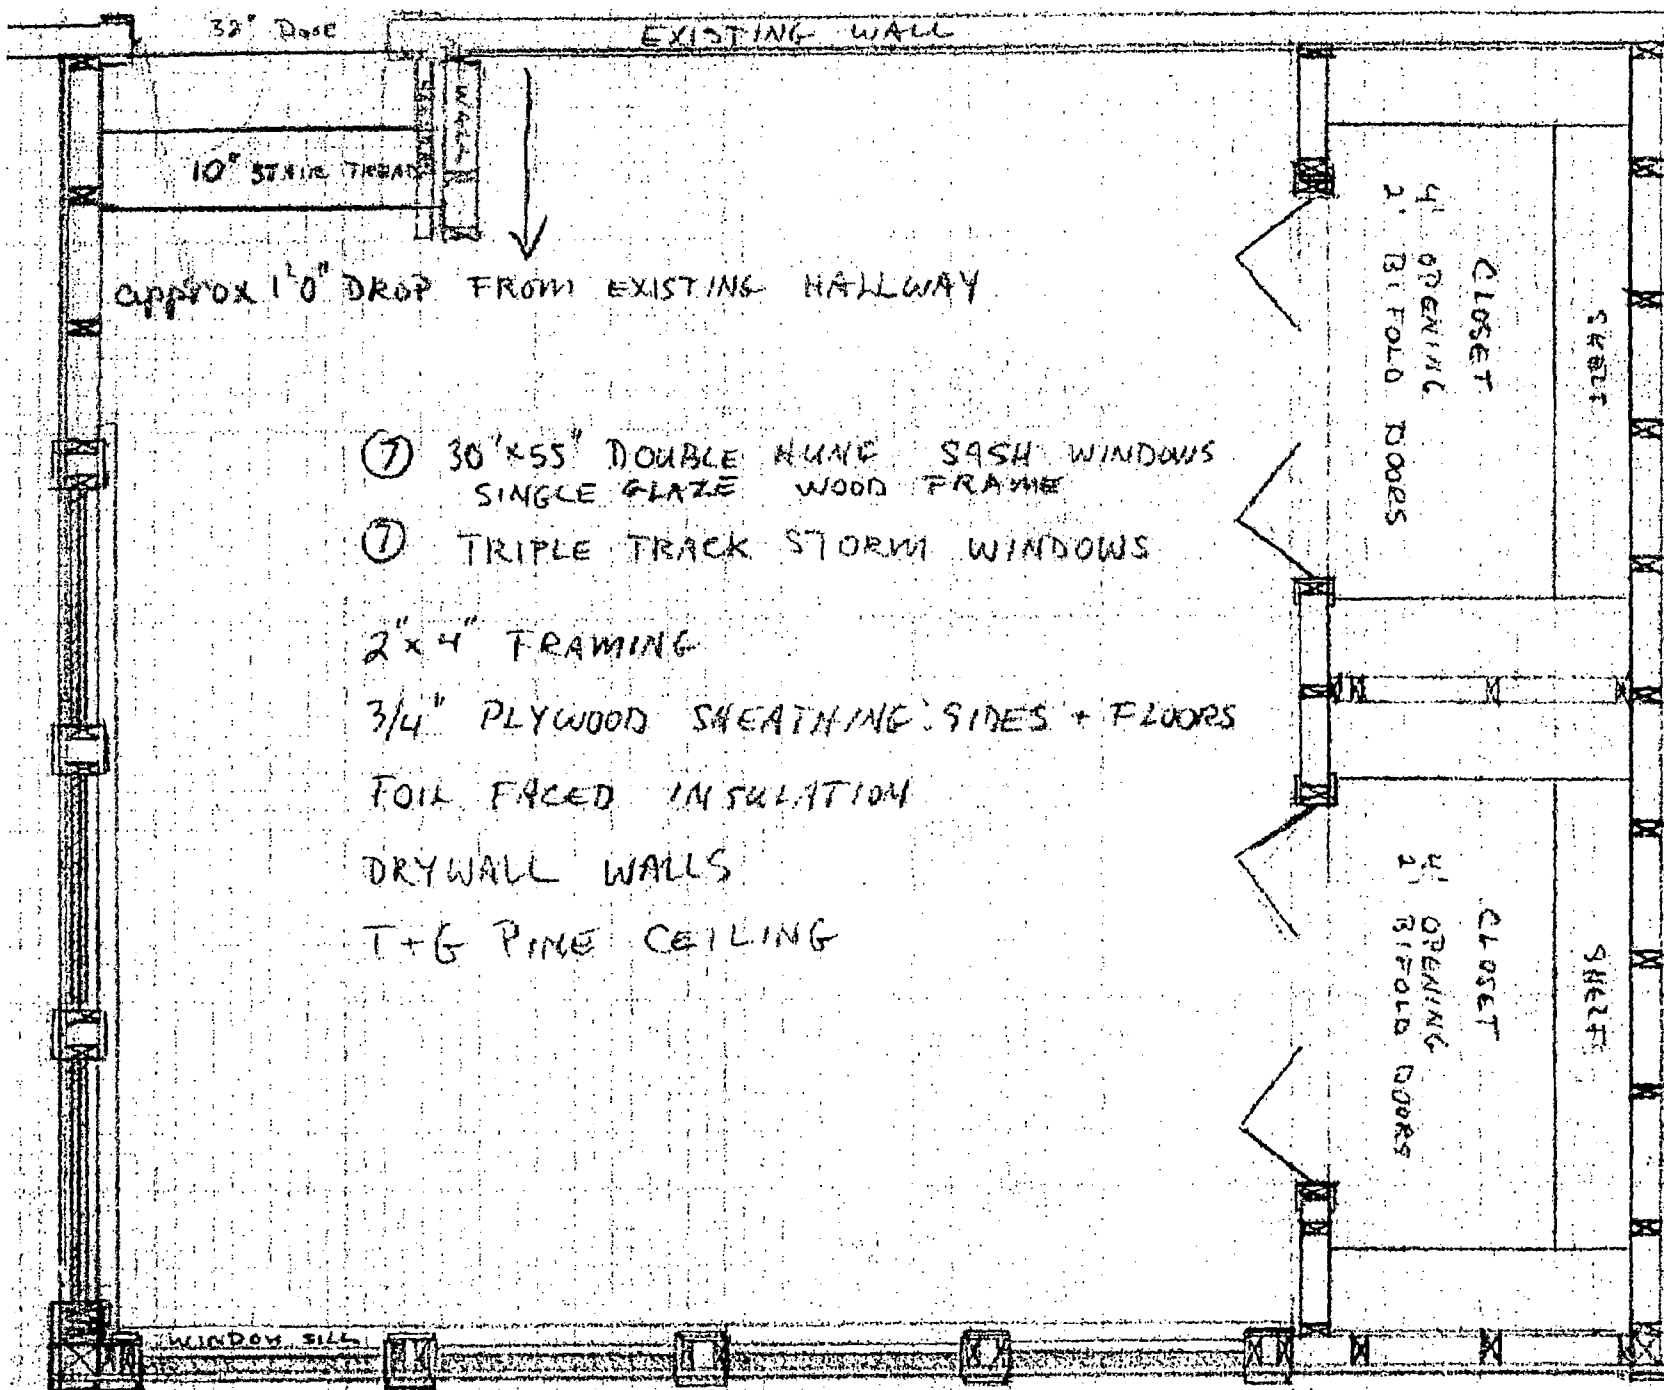 32" DOOR
EXISTING WALL
WALL
10" STAIR TREAD
approx 1'0" DROP FROM EXISTING HALLWAY
⑦ 30"x55" DOUBLE HUNG SASH WINDOWS
SINGLE GLAZE WOOD FRAME
⑦ TRIPLE TRACK STORM WINDOWS
2"x4" FRAMING
3/4" PLYWOOD SHEATHING: SIDES + FLOORS
FOIL FACED INSULATION
DRYWALL WALLS
T+G PINE CEILING
SHELF
CLOSET
4' OPENING
2' BIFOLD DOORS
SHELF
CLOSET
4' OPENING
2' BIFOLD DOORS
WINDOW SILL